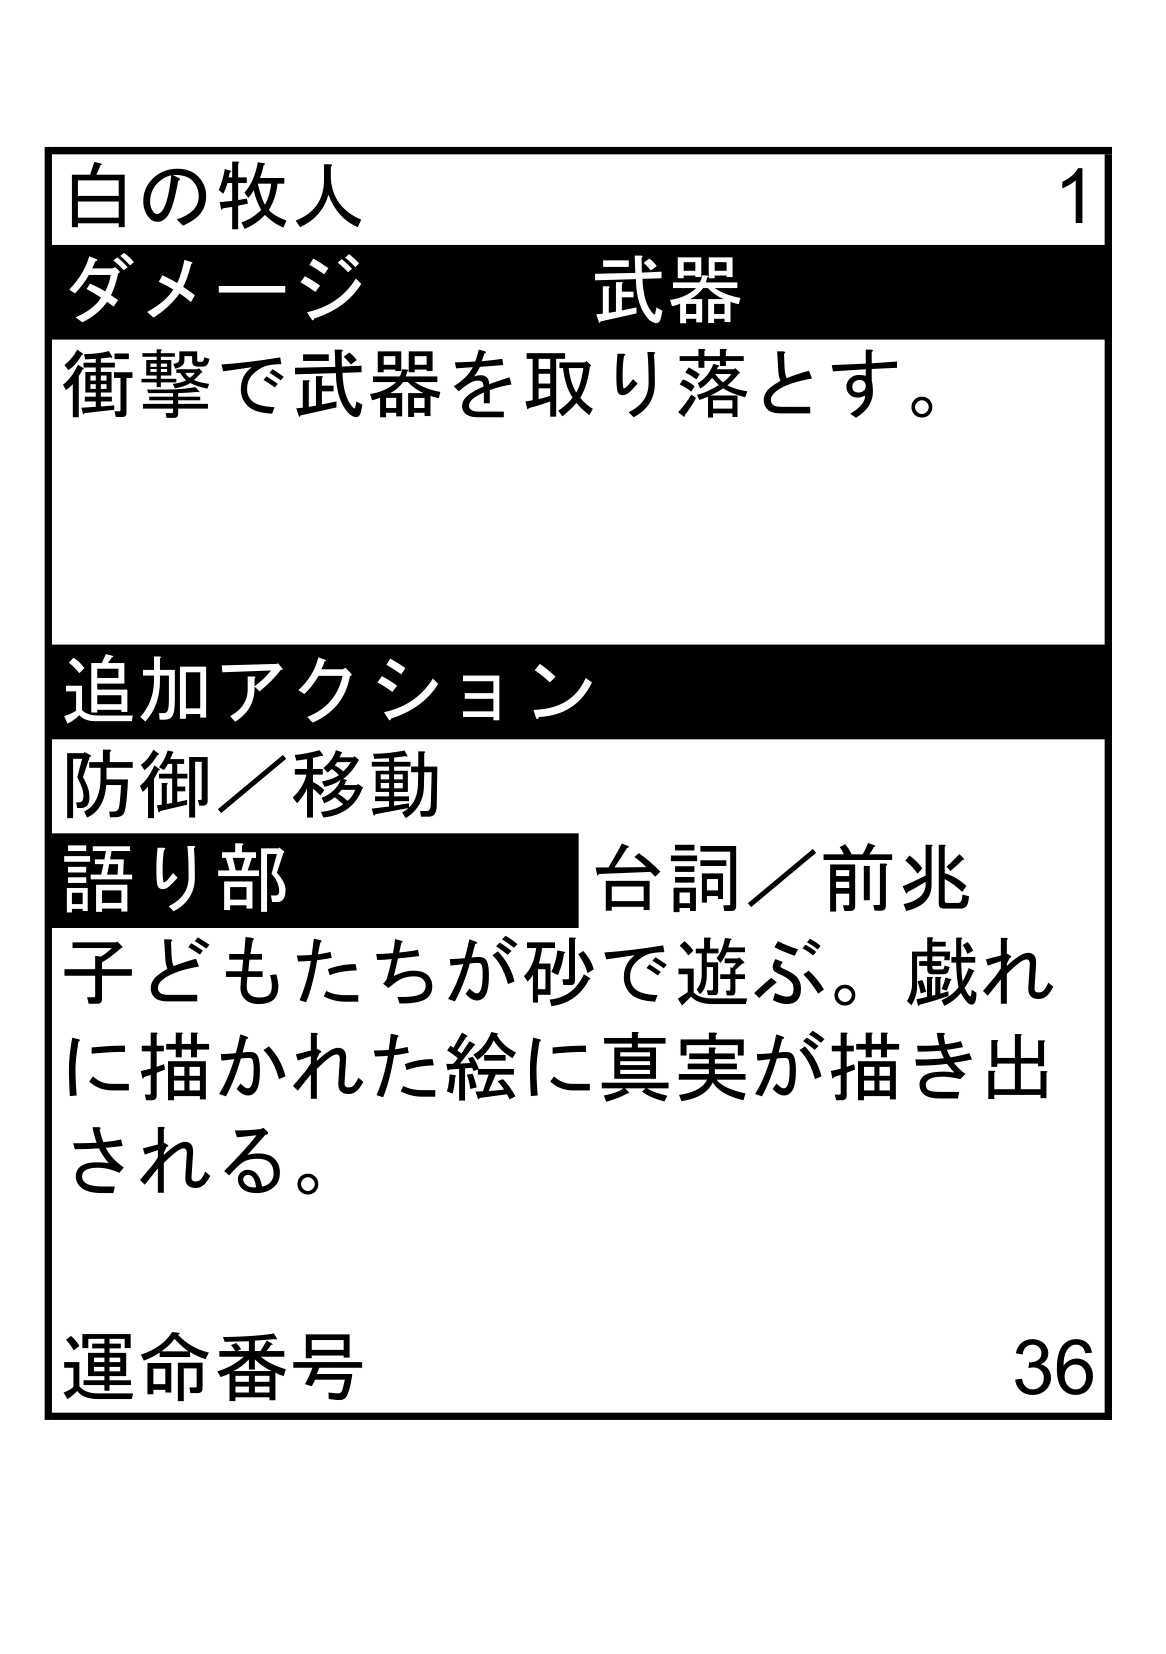 白の牧人 1
ダメージ 武器
衝撃で武器を取り落とす。
追加アクション
防御／移動
語り部 台詞／前兆
子どもたちが砂で遊ぶ。戯れ
に描かれた絵に真実が描き出
される。
運命番号 36